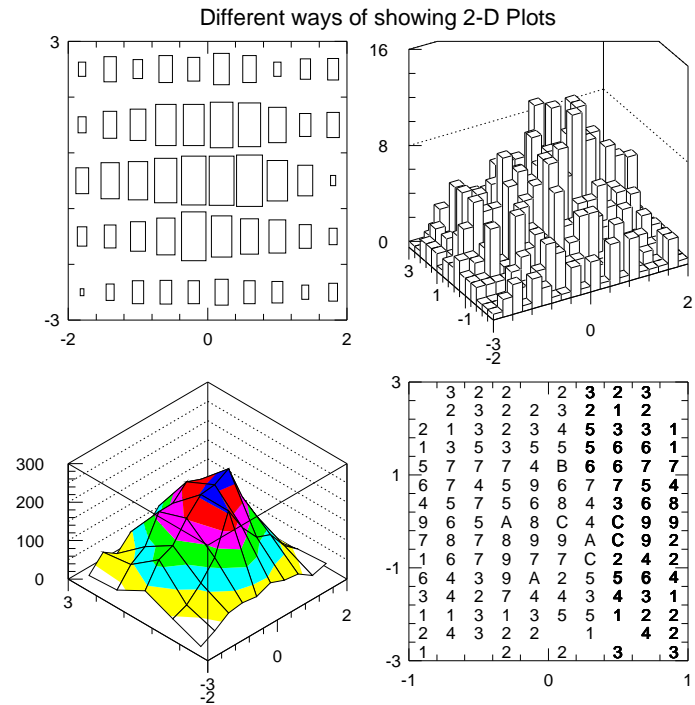 Different ways of showing 2-D Plots
3
-3
-2 0 2
16
8
0
3
1
-1
-3
-2
0
2
300
200
100
0
3
-3
-2
0
2
3
1
-1
-3
3 2 2 2 3 2 3
2 3 2 2 3 2 1 2
2 1 3 2 3 4 5 3 3 1
1 3 5 3 5 5 5 6 6 1
5 7 7 7 4 B 6 6 7 7
6 7 4 5 9 6 7 7 5 4
4 5 7 5 6 8 4 3 6 8
9 6 5 A 8 C 4 C 9 9
7 8 7 8 9 9 A C 9 2
1 6 7 9 7 7 C 2 4 2
6 4 3 9 A 2 5 5 6 4
3 4 2 7 4 4 3 4 3 1
1 1 3 1 3 5 5 1 2 2
2 4 3 2 2 1 4 2
1 2 2 3 3
-1 0 1